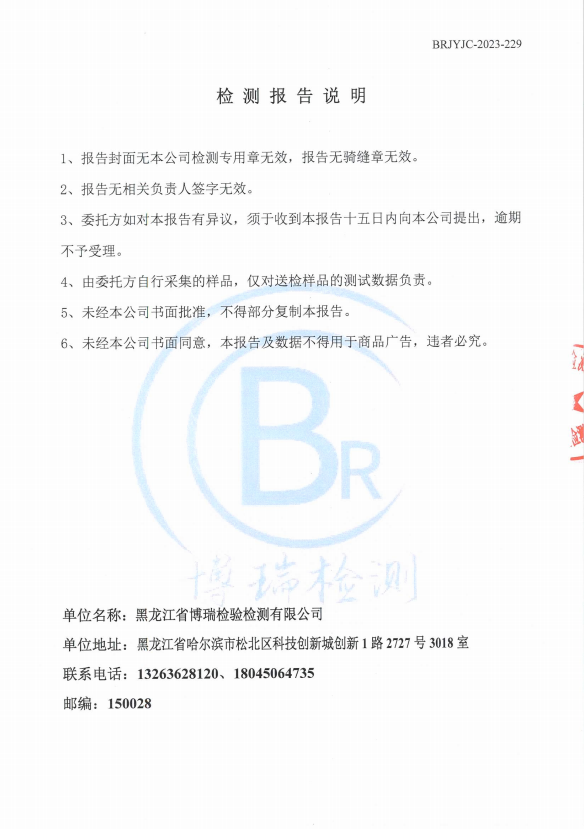 BRJYJC-2023-229
检 测 报 告 说 明
1、报告封面无本公司检测专用章无效，报告无骑缝章无效。
2、报告无相关负责人签字无效。
3、委托方如对本报告有异议，须于收到本报告十五日内向本公司提出，逾期
不予受理。
4、由委托方自行采集的样品，仅对送检样品的测试数据负责。
5、未经本公司书面批准，不得部分复制本报告。
6、未经本公司书面同意，本报告及数据不得用于商品广告，违者必究。
BR
博瑞检测
单位名称：黑龙江省博瑞检验检测有限公司
单位地址：黑龙江省哈尔滨市松北区科技创新城创新 1 路 2727 号 3018 室
联系电话：13263628120、18045064735
邮编：150028